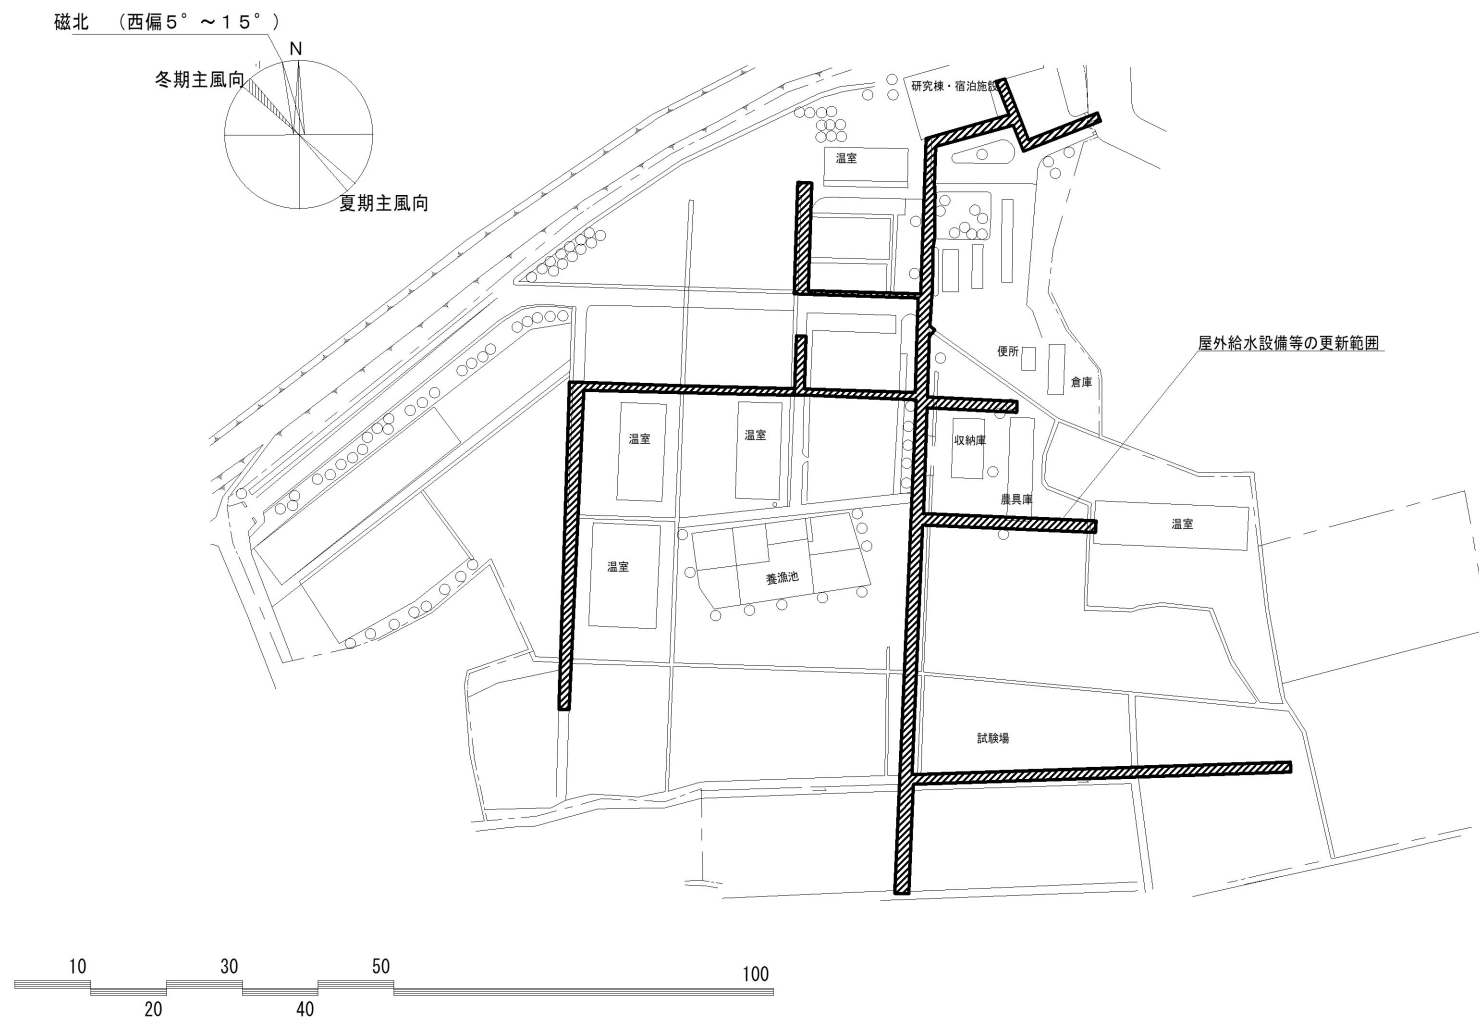 磁北　（西偏５°～１５°）
N
冬期主風向
夏期主風向
研究棟・宿泊施設
温室
屋外給水設備等の更新範囲
便所
倉庫
温室
温室
収納庫
農具庫
温室
温室
養漁池
試験場
10
30
50
100
20
40